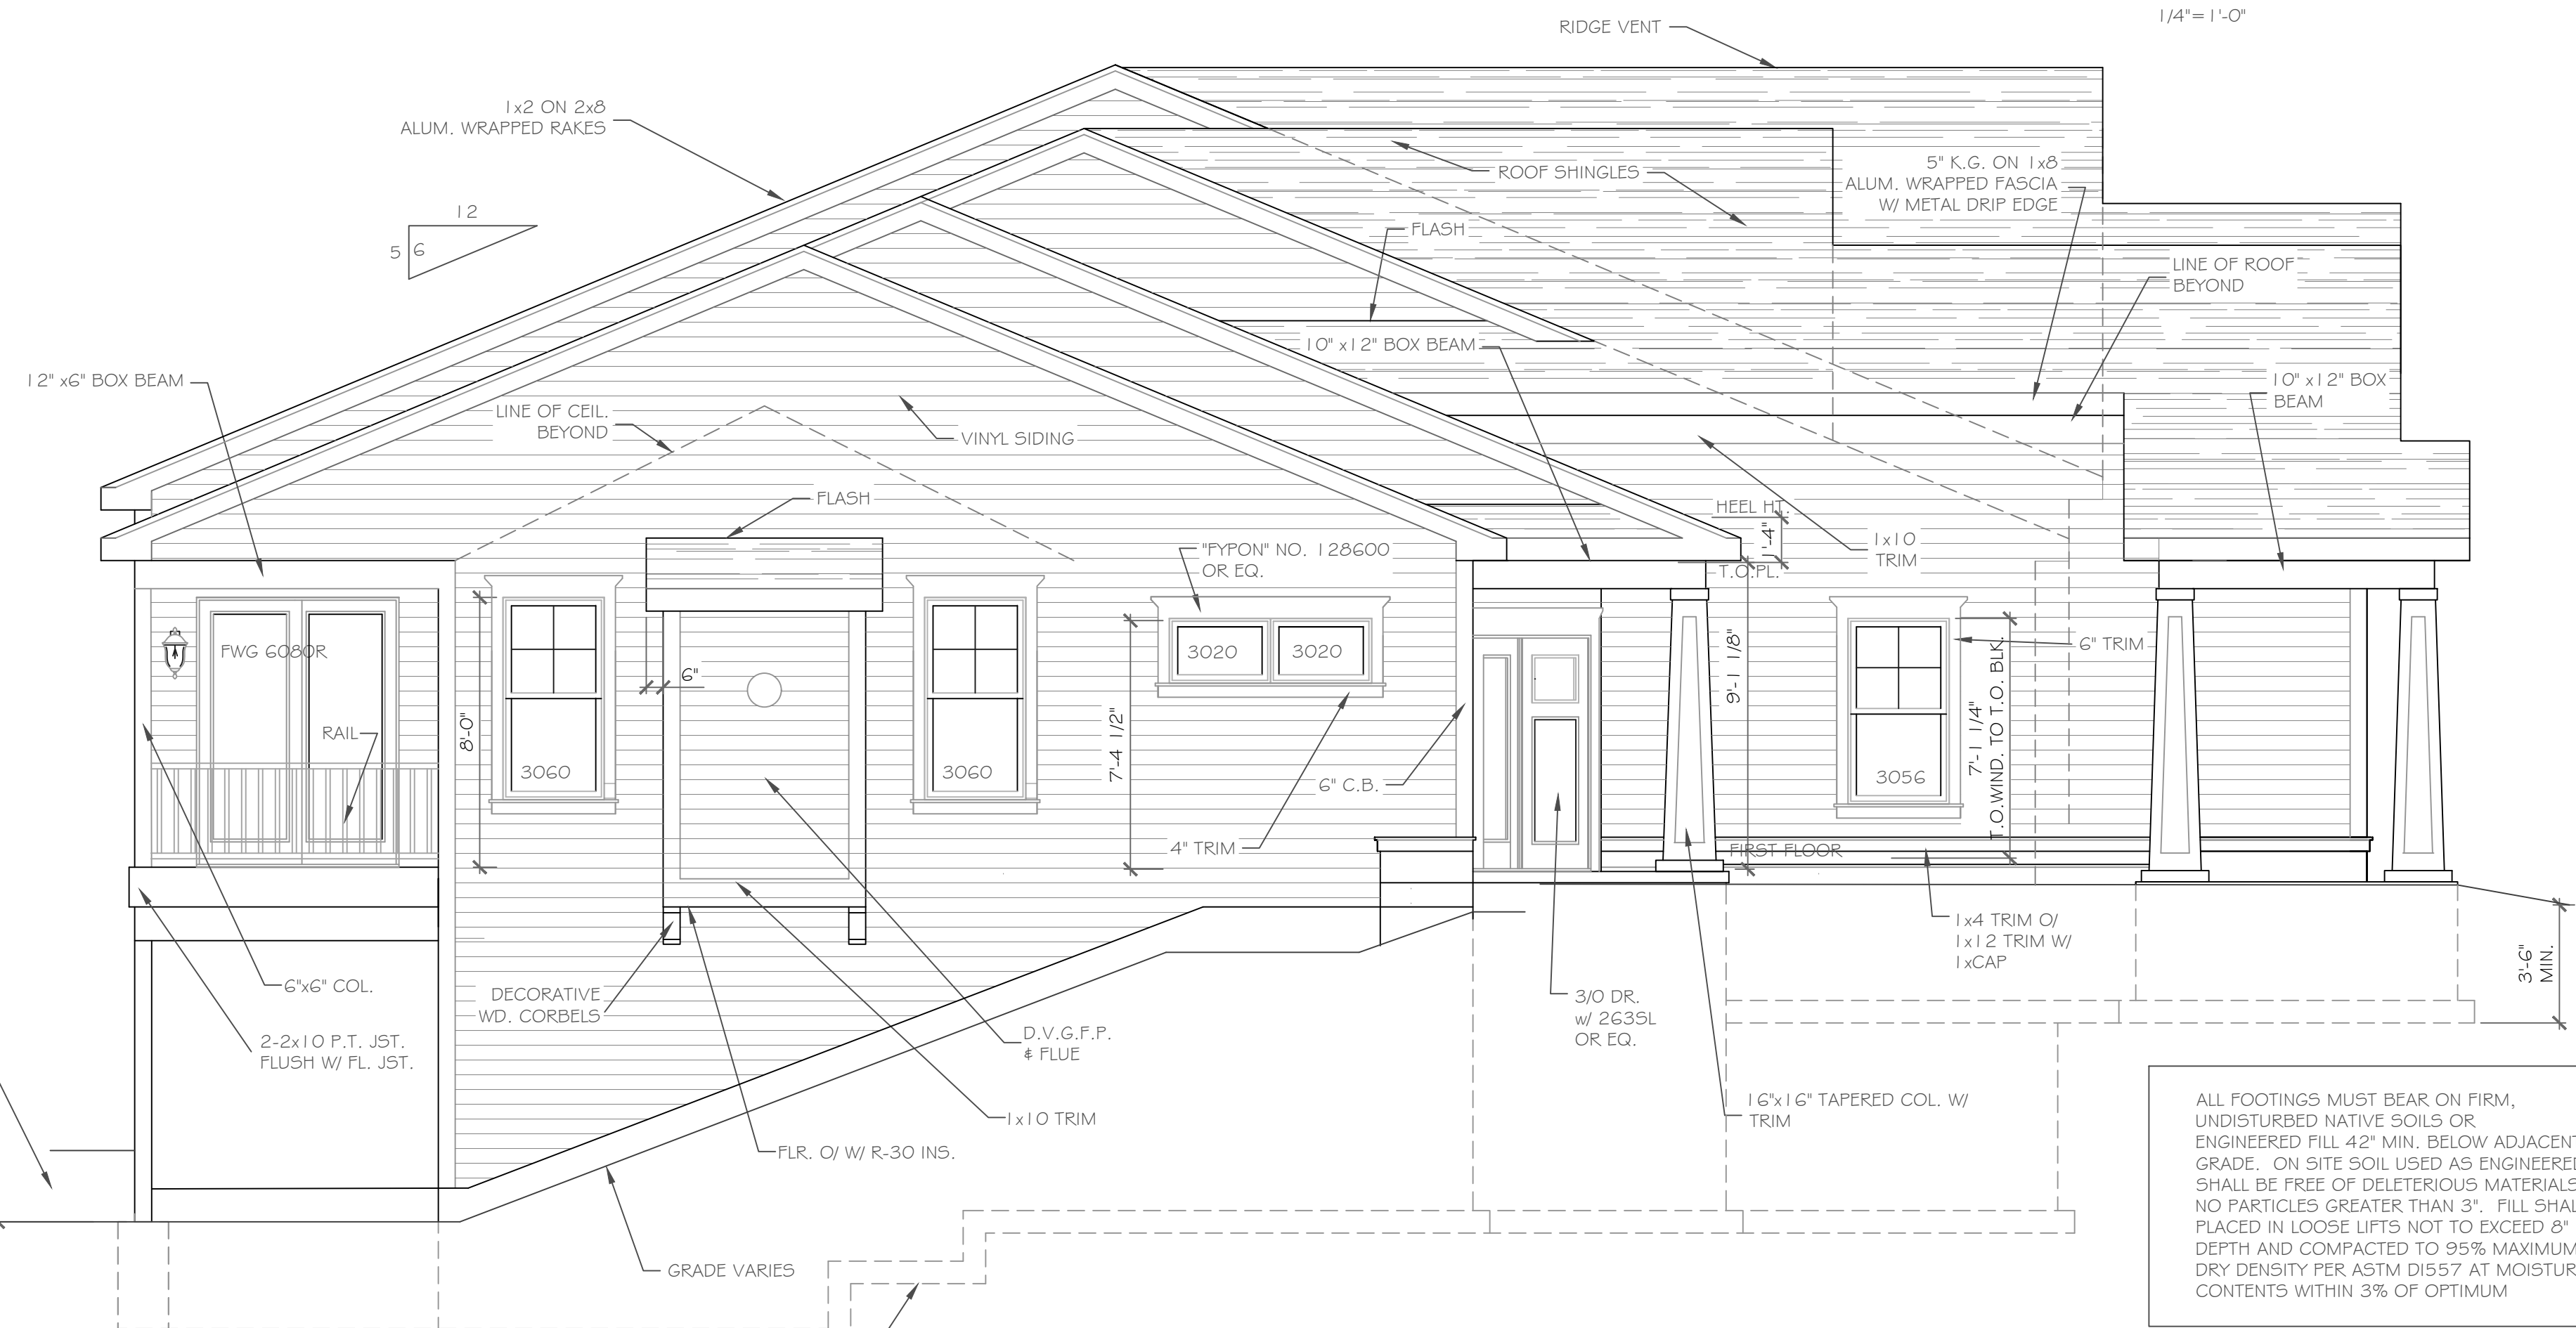 1/4"=1'-0"
RIDGE VENT
1x2 ON 2x8
ALUM. WRAPPED RAKES
12
5
6
ROOF SHINGLES
5" K.G. ON 1x8
ALUM. WRAPPED FASCIA
W/ METAL DRIP EDGE
FLASH
LINE OF ROOF
BEYOND
10" x12" BOX BEAM
12" x6" BOX BEAM
10" x12" BOX
BEAM
LINE OF CEIL.
BEYOND
VINYL SIDING
FLASH
HEEL HT.
1'-4"
1x10
TRIM
"FYPON" NO. 128600
OR EQ.
T.O.PL.
FWG 6080R
3020
3020
6" TRIM
6"
9'-1 1/8"
7'-1 1/4"
T.O.WIND. TO T.O. BLK.
RAIL
8'-0"
7'-4 1/2"
3060
3060
6" C.B.
3056
4" TRIM
FIRST FLOOR
1x4 TRIM O/
1x12 TRIM W/
1xCAP
3'-6"
MIN.
6"x6" COL.
DECORATIVE
WD. CORBELS
3/0 DR.
w/ 263SL
OR EQ.
2-2x10 P.T. JST.
FLUSH W/ FL. JST.
D.V.G.F.P.
& FLUE
16"x16" TAPERED COL. W/
TRIM
1x10 TRIM
FLR. O/ W/ R-30 INS.
GRADE VARIES
ALL FOOTINGS MUST BEAR ON FIRM,
UNDISTURBED NATIVE SOILS OR
ENGINEERED FILL 42" MIN. BELOW ADJACENT
GRADE. ON SITE SOIL USED AS ENGINEERED
SHALL BE FREE OF DELETERIOUS MATERIALS
NO PARTICLES GREATER THAN 3". FILL SHAL
PLACED IN LOOSE LIFTS NOT TO EXCEED 8"
DEPTH AND COMPACTED TO 95% MAXIMUM
DRY DENSITY PER ASTM D1557 AT MOISTUR
CONTENTS WITHIN 3% OF OPTIMUM